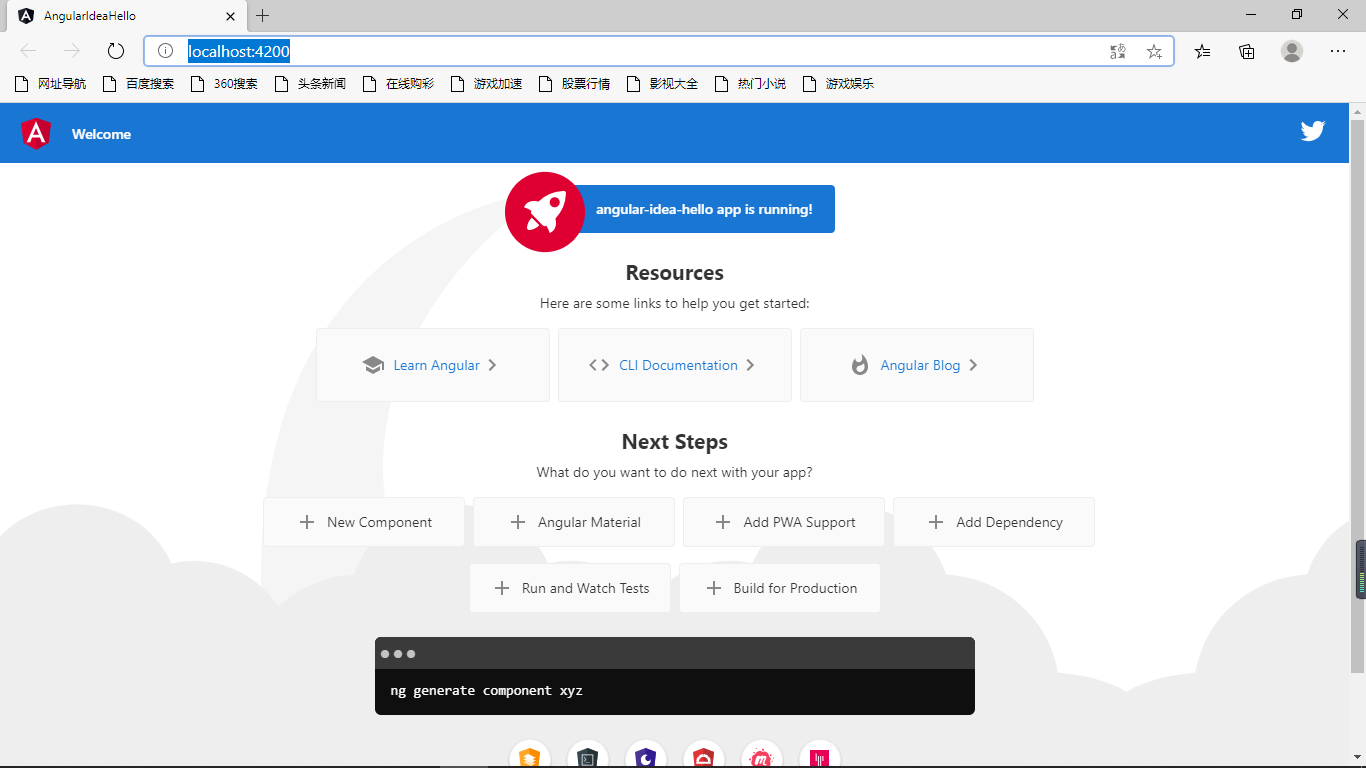 AngularIdeaHello
localhost:4200
网址导航 百度搜索 360搜索 头条新闻 在线购彩 游戏加速 股票行情 影视大全 热门小说 游戏娱乐
Welcome
angular-idea-hello app is running!
Resources
Here are some links to help you get started:
Learn Angular CLI Documentation Angular Blog
Next Steps
What do you want to do next with your app?
New Component Angular Material Add PWA Support Add Dependency
Run and Watch Tests Build for Production
ng generate component xyz